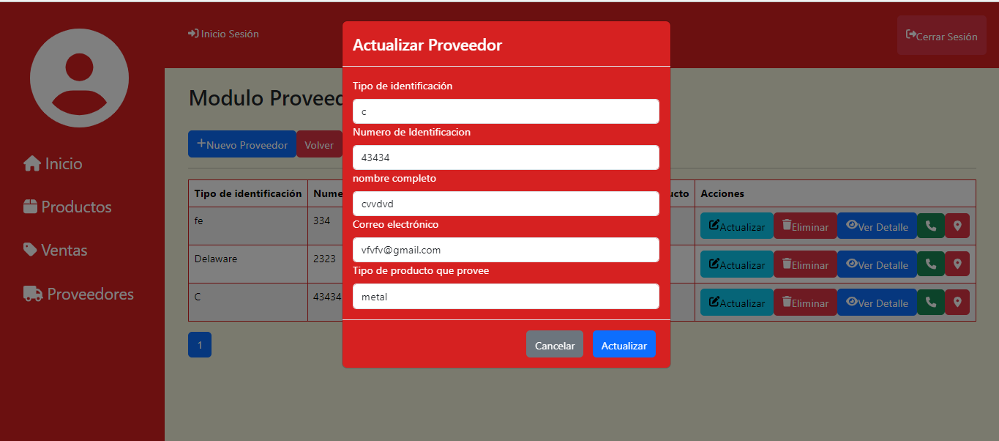 Inicio Sesión
Cerrar Sesión
Inicio
Productos
Ventas
Proveedores
Modulo Proveed
Nuevo Proveedor Volver
Tipo de identificación Nume ucto Acciones
fe 334 Actualizar Eliminar Ver Detalle
Delaware 2323 Actualizar Eliminar Ver Detalle
C 43434 Actualizar Eliminar Ver Detalle
1
Actualizar Proveedor
Tipo de identificación
c
Numero de Identificacion
43434
nombre completo
cvvdvd
Correo electrónico
vfvfv@gmail.com
Tipo de producto que provee
metal
Cancelar Actualizar